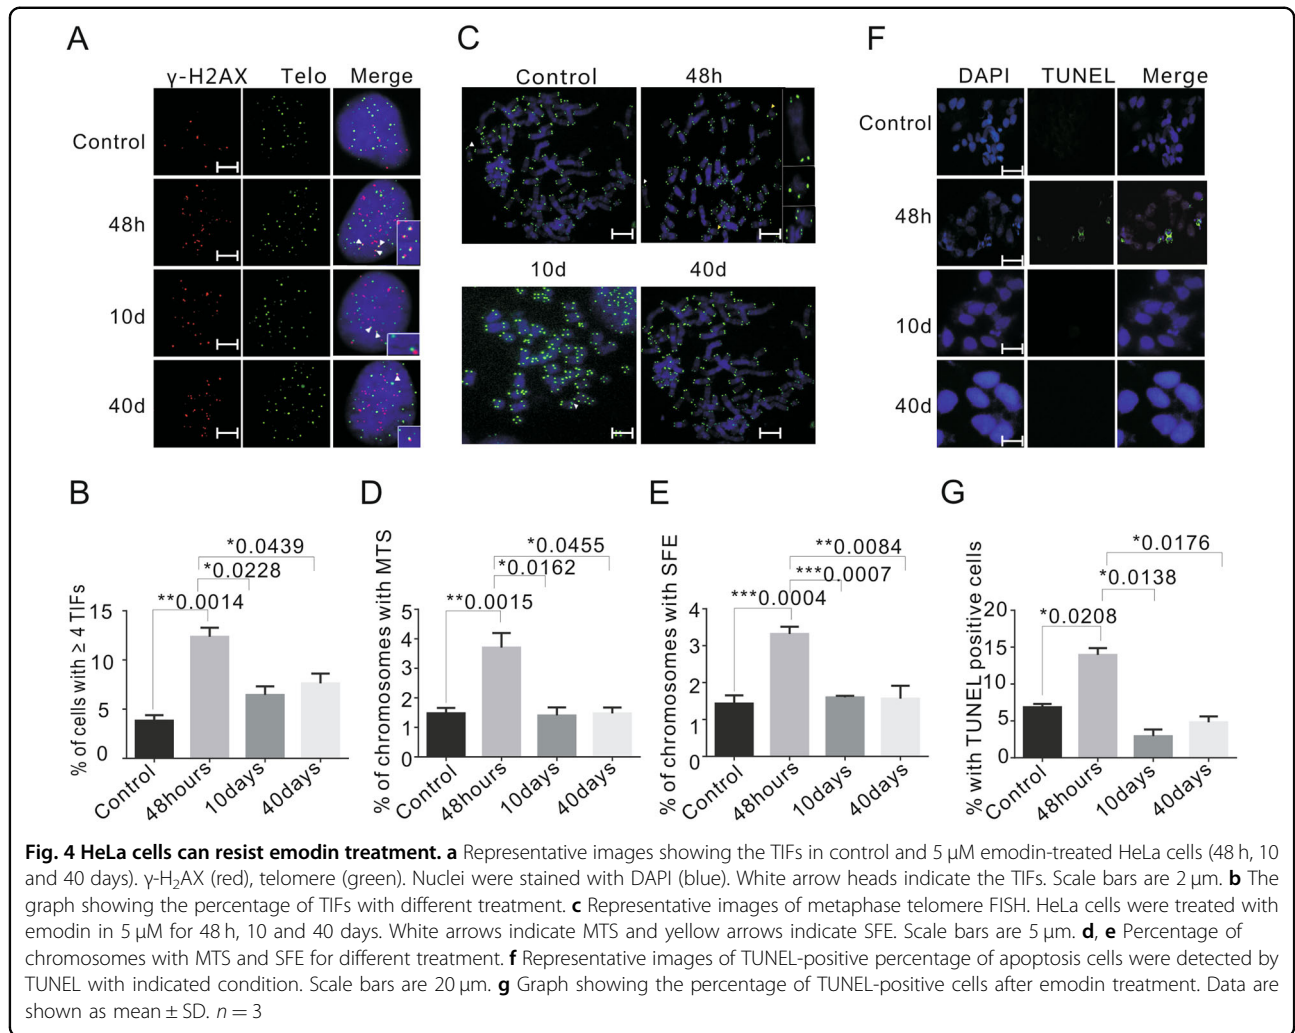 A
γ-H2AX Telo Merge
Control
48h
10d
40d
C
Control 48h
10d 40d
F
DAPI TUNEL Merge
Control
48h
10d
40d
B
% of cells with ≥ 4 TIFs
15
10
5
0
**0.0014
*0.0228
*0.0439
Control 48hours 10days 40days
D
% of chromosomes with MTS
5
4
3
2
1
0
**0.0015
*0.0162
*0.0455
Control 48hours 10days 40days
E
% of chromosomes with SFE
4
3
2
1
0
***0.0004
***0.0007
**0.0084
Control 48hours 10days 40days
G
% with TUNEL positive cells
20
15
10
5
0
*0.0208
*0.0138
*0.0176
Control 48hours 10days 40days
Fig. 4 HeLa cells can resist emodin treatment. a Representative images showing the TIFs in control and 5 μM emodin-treated HeLa cells (48 h, 10
and 40 days). γ-H₂AX (red), telomere (green). Nuclei were stained with DAPI (blue). White arrow heads indicate the TIFs. Scale bars are 2 μm. b The
graph showing the percentage of TIFs with different treatment. c Representative images of metaphase telomere FISH. HeLa cells were treated with
emodin in 5 μM for 48 h, 10 and 40 days. White arrows indicate MTS and yellow arrows indicate SFE. Scale bars are 5 μm. d, e Percentage of
chromosomes with MTS and SFE for different treatment. f Representative images of TUNEL-positive percentage of apoptosis cells were detected by
TUNEL with indicated condition. Scale bars are 20 μm. g Graph showing the percentage of TUNEL-positive cells after emodin treatment. Data are
shown as mean ± SD. n = 3